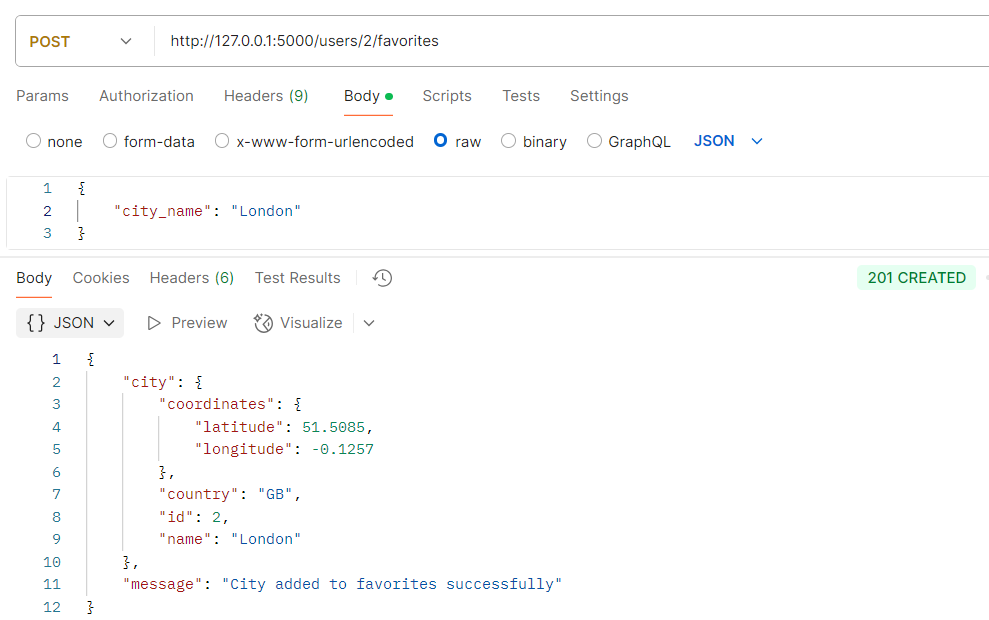 POST http://127.0.0.1:5000/users/2/favorites
Params Authorization Headers (9) Body Scripts Tests Settings
none form-data x-www-form-urlencoded raw binary GraphQL JSON
1 {
2 "city_name": "London"
3 }
Body Cookies Headers (6) Test Results 201 CREATED
{} JSON Preview Visualize
1 {
2 "city": {
3 "coordinates": {
4 "latitude": 51.5085,
5 "longitude": -0.1257
6 },
7 "country": "GB",
8 "id": 2,
9 "name": "London"
10 },
11 "message": "City added to favorites successfully"
12 }